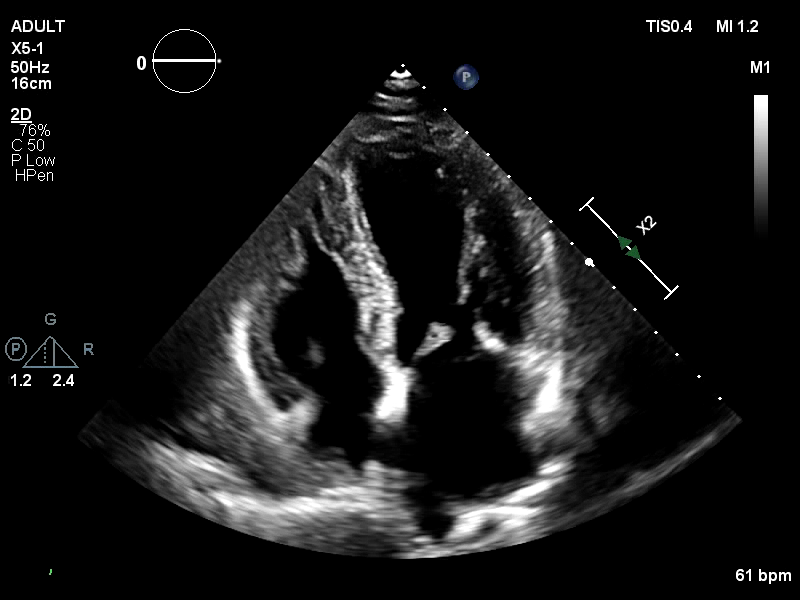 ADULT
X5-1
50Hz
16cm
2D
76%
C 50
P Low
HPen
0
P
TIS0.4 MI 1.2
M1
X2
G
P R
1.2 2.4
61 bpm